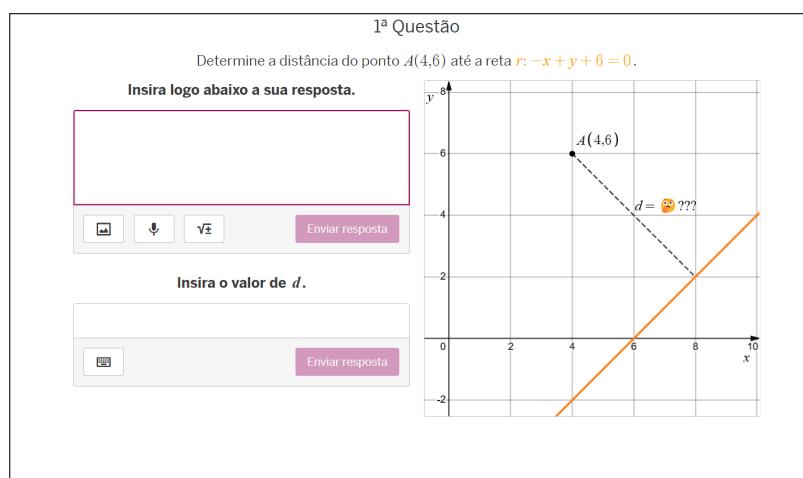 1ª Questão
Determine a distância do ponto A(4,6) até a reta r: −x + y + 6 = 0.
Insira logo abaixo a sua resposta.
√±
Enviar resposta
Insira o valor de d.
Enviar resposta
y
8
A(4,6)
6
d = 🤔 ???
4
2
0
2
4
6
8
10
x
-2